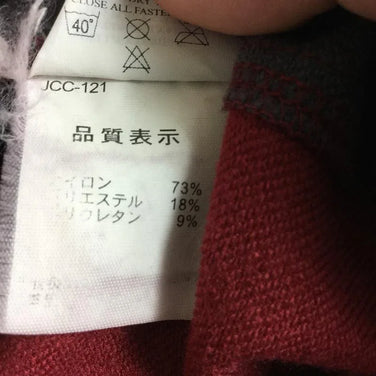 CLOSE ALL FASTE
40°
JCC-121
品質表示
イロン 73%
リエステル 18%
リウレタン 9%